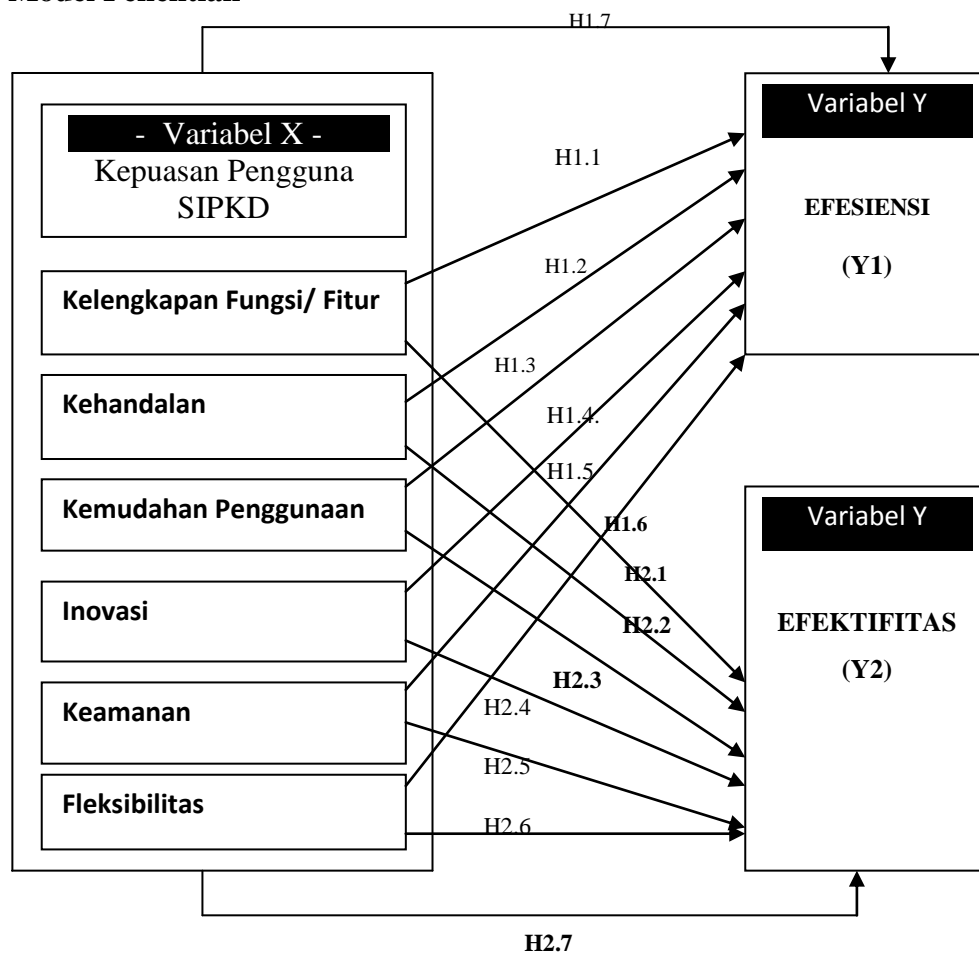 H1.7
- Variabel X -
Kepuasan Pengguna
SIPKD
Kelengkapan Fungsi/ Fitur
Kehandalan
Kemudahan Penggunaan
Inovasi
Keamanan
Fleksibilitas
H1.1
H1.2
H1.3
H1.4.
H1.5
H1.6
H2.1
H2.2
H2.3
H2.4
H2.5
H2.6
Variabel Y
EFESIENSI
(Y1)
Variabel Y
EFEKTIFITAS
(Y2)
H2.7